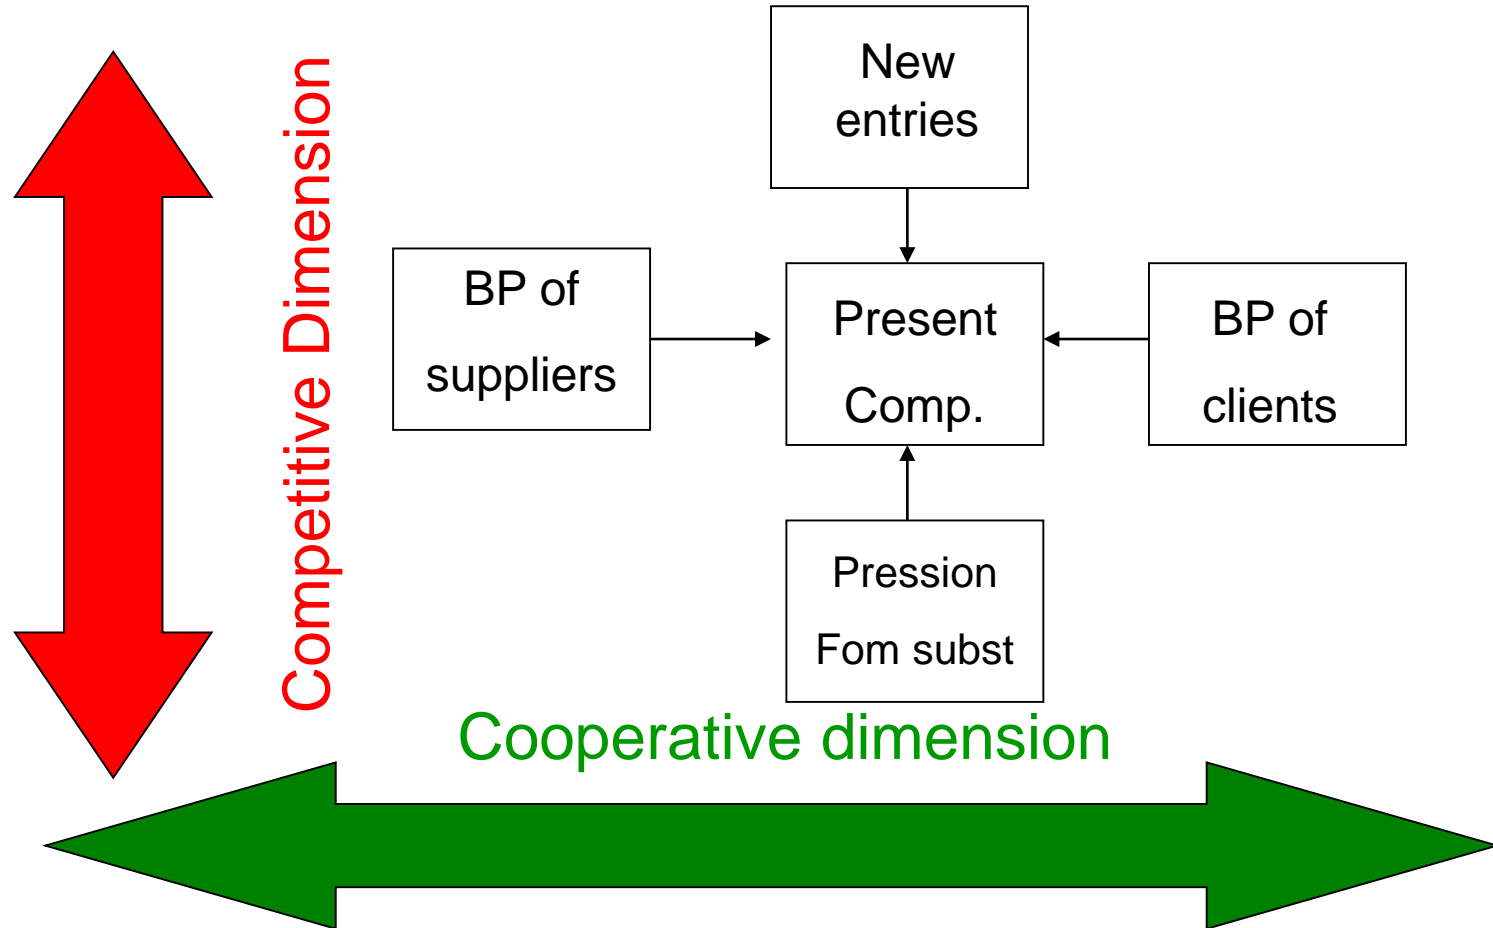 Competitive Dimension
New
entries
BP of
suppliers
Present
Comp.
BP of
clients
Pression
Fom subst
Cooperative dimension